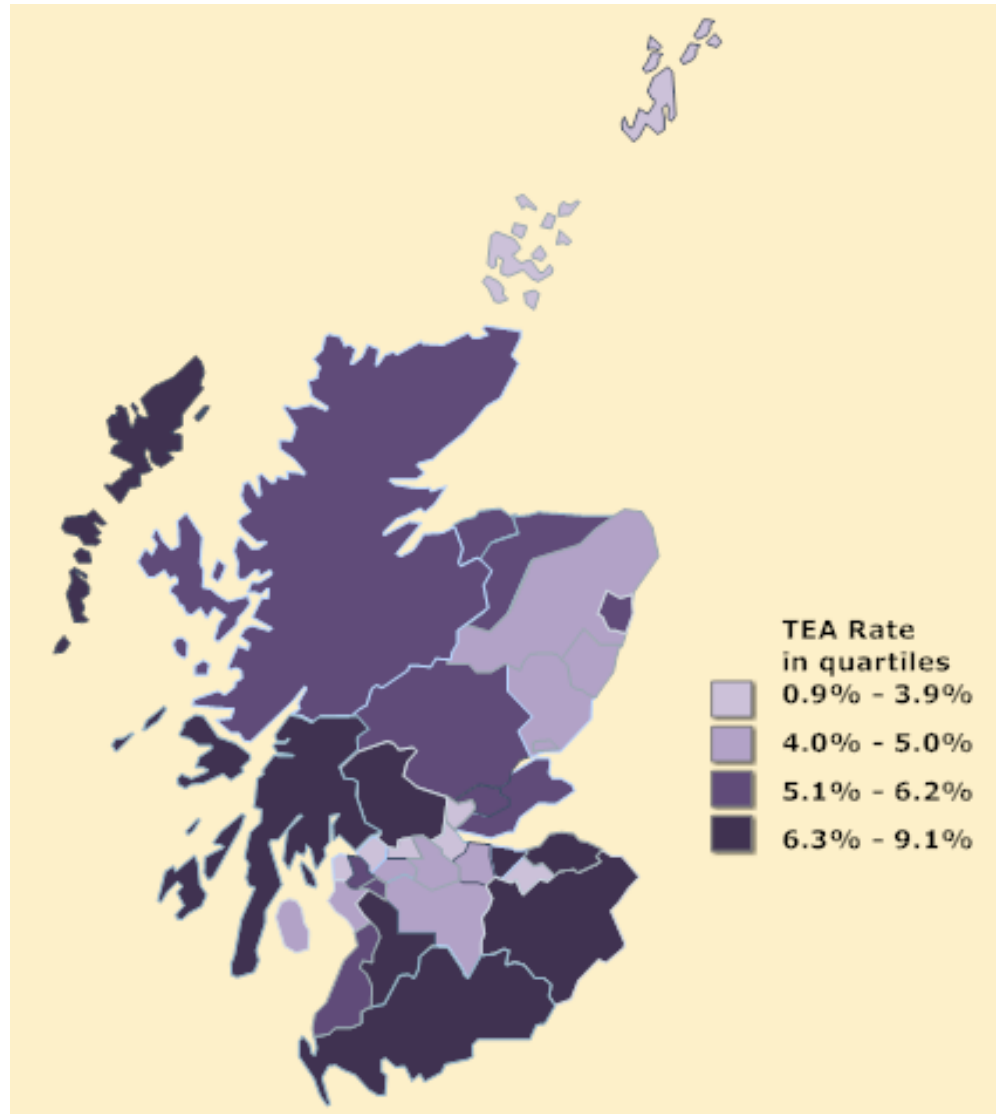 TEA Rate
in quartiles
0.9% - 3.9%
4.0% - 5.0%
5.1% - 6.2%
6.3% - 9.1%